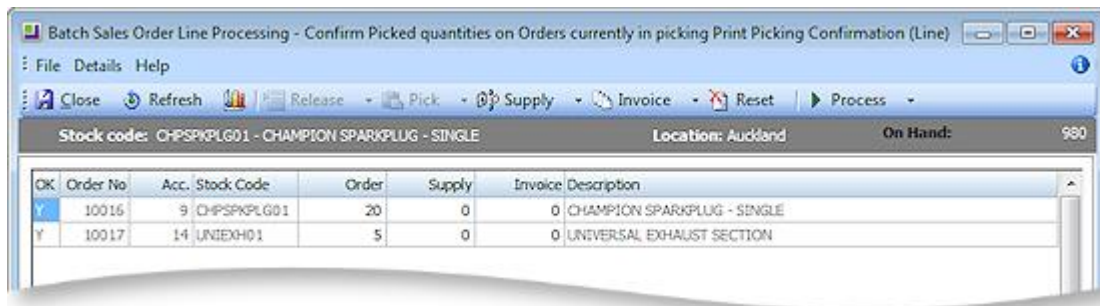 Batch Sales Order Line Processing - Confirm Picked quantities on Orders currently in picking Print Picking Confirmation (Line)
File Details Help
Close Refresh Release Pick Supply Invoice Reset Process
Stock code: CHPSPKPLG01 - CHAMPION SPARKPLUG - SINGLE Location: Auckland On Hand: 980
OK Order No Acc. Stock Code Order Supply Invoice Description
Y 10016 9 CHPSPKPLG01 20 0 0 CHAMPION SPARKPLUG - SINGLE
Y 10017 14 UNIEXH01 5 0 0 UNIVERSAL EXHAUST SECTION